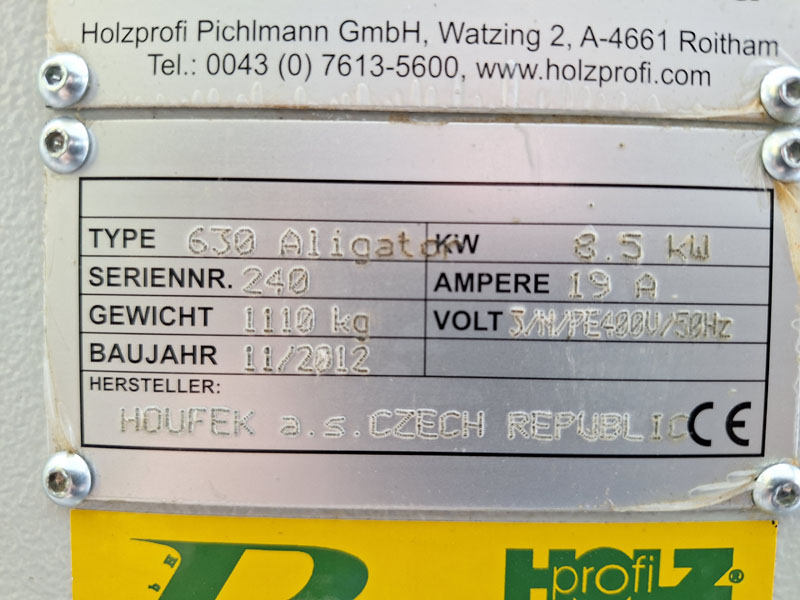 Holzprofi Pichlmann GmbH, Watzing 2, A-4661 Roitham
Tel.: 0043 (0) 7613-5600, www.holzprofi.com
TYPE 630 Aligator KW 8.5 kW
SERIENNR. 240 AMPERE 19 A
GEWICHT 1110 kg VOLT 3/N/PE400V/50Hz
BAUJAHR 11/2012
HERSTELLER:
HOUFEK a.s.CZECH REPUBLIC CE
HOLZ
profi ®